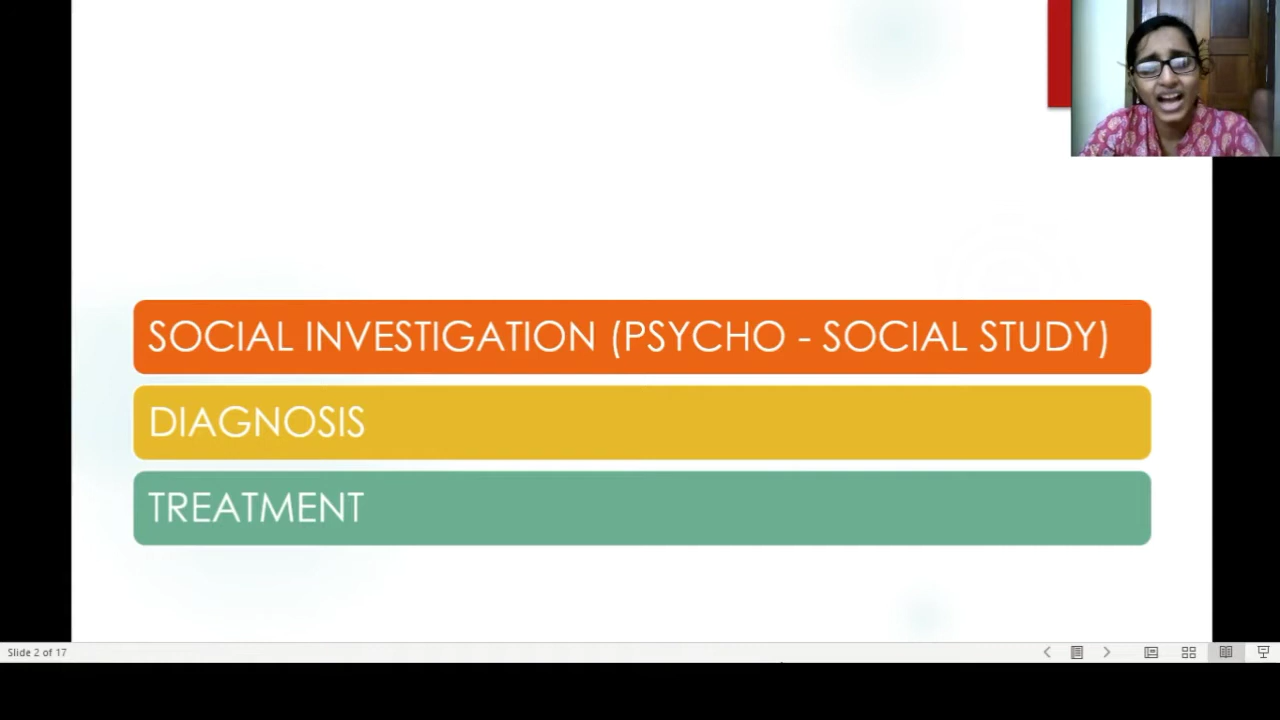 SOCIAL INVESTIGATION (PSYCHO - SOCIAL STUDY)
DIAGNOSIS
TREATMENT
Slide 2 of 17